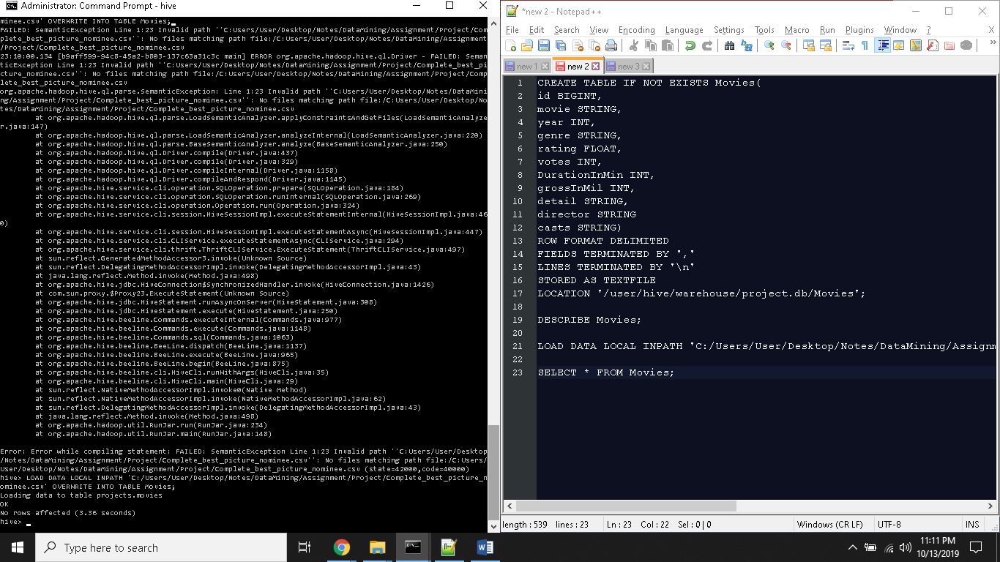 Administrator: Command Prompt - hive
minee.csv' OVERWRITE INTO TABLE Movies;
FAILED: SemanticException Line 1:23 Invalid path ''C:Users/User/Desktop/Notes/DataMining/Assignment/Project/Com
plete_best_picture_nominee.csv'': No files matching path file:/C:Users/User/Desktop/Notes/DataMining/Assignment
/Project/Complete_best_picture_nominee.csv
23:10:00.134 [b9aff599-94c8-45a2-b803-137c63a31c3c main] ERROR org.apache.hadoop.hive.ql.Driver - FAILED: Seman
ticException Line 1:23 Invalid path ''C:Users/User/Desktop/Notes/DataMining/Assignment/Project/Complete_best_pi
cture_nominee.csv'': No files matching path file:/C:Users/User/Desktop/Notes/DataMining/Assignment/Project/Comp
lete_best_picture_nominee.csv
org.apache.hadoop.hive.ql.parse.SemanticException: Line 1:23 Invalid path ''C:Users/User/Desktop/Notes/DataMini
ng/Assignment/Project/Complete_best_picture_nominee.csv'': No files matching path file:/C:Users/User/Desktop/No
tes/DataMining/Assignment/Project/Complete_best_picture_nominee.csv
at org.apache.hadoop.hive.ql.parse.LoadSemanticAnalyzer.applyConstraintsAndGetFiles(LoadSemanticAnalyze
r.java:147)
at org.apache.hadoop.hive.ql.parse.LoadSemanticAnalyzer.analyzeInternal(LoadSemanticAnalyzer.java:220)
at org.apache.hadoop.hive.ql.parse.BaseSemanticAnalyzer.analyze(BaseSemanticAnalyzer.java:250)
at org.apache.hadoop.hive.ql.Driver.compile(Driver.java:437)
at org.apache.hadoop.hive.ql.Driver.compile(Driver.java:329)
at org.apache.hadoop.hive.ql.Driver.compileInternal(Driver.java:1158)
at org.apache.hadoop.hive.ql.Driver.compileAndRespond(Driver.java:1145)
at org.apache.hive.service.cli.operation.SQLOperation.prepare(SQLOperation.java:184)
at org.apache.hive.service.cli.operation.SQLOperation.runInternal(SQLOperation.java:269)
at org.apache.hive.service.cli.operation.Operation.run(Operation.java:324)
at org.apache.hive.service.cli.session.HiveSessionImpl.executeStatementInternal(HiveSessionImpl.java:46
0)
at org.apache.hive.service.cli.session.HiveSessionImpl.executeStatementAsync(HiveSessionImpl.java:447)
at org.apache.hive.service.cli.CLIService.executeStatementAsync(CLIService.java:294)
at org.apache.hive.service.cli.thrift.ThriftCLIService.ExecuteStatement(ThriftCLIService.java:497)
at sun.reflect.GeneratedMethodAccessor3.invoke(Unknown Source)
at sun.reflect.DelegatingMethodAccessorImpl.invoke(DelegatingMethodAccessorImpl.java:43)
at java.lang.reflect.Method.invoke(Method.java:498)
at org.apache.hive.jdbc.HiveConnection$SynchronizedHandler.invoke(HiveConnection.java:1426)
at com.sun.proxy.$Proxy23.ExecuteStatement(Unknown Source)
at org.apache.hive.jdbc.HiveStatement.runAsyncOnServer(HiveStatement.java:308)
at org.apache.hive.jdbc.HiveStatement.execute(HiveStatement.java:250)
at org.apache.hive.beeline.Commands.executeInternal(Commands.java:977)
at org.apache.hive.beeline.Commands.execute(Commands.java:1148)
at org.apache.hive.beeline.Commands.sql(Commands.java:1063)
at org.apache.hive.beeline.BeeLine.dispatch(BeeLine.java:1137)
at org.apache.hive.beeline.BeeLine.execute(BeeLine.java:965)
at org.apache.hive.beeline.BeeLine.begin(BeeLine.java:875)
at org.apache.hive.beeline.cli.HiveCli.runWithArgs(HiveCli.java:35)
at org.apache.hive.beeline.cli.HiveCli.main(HiveCli.java:29)
at sun.reflect.NativeMethodAccessorImpl.invoke0(Native Method)
at sun.reflect.NativeMethodAccessorImpl.invoke(NativeMethodAccessorImpl.java:62)
at sun.reflect.DelegatingMethodAccessorImpl.invoke(DelegatingMethodAccessorImpl.java:43)
at java.lang.reflect.Method.invoke(Method.java:498)
at org.apache.hadoop.util.RunJar.run(RunJar.java:234)
at org.apache.hadoop.util.RunJar.main(RunJar.java:148)
Error: Error while compiling statement: FAILED: SemanticException Line 1:23 Invalid path ''C:Users/User/Desktop
/Notes/DataMining/Assignment/Project/Complete_best_picture_nominee.csv'': No files matching path file:/C:Users/
User/Desktop/Notes/DataMining/Assignment/Project/Complete_best_picture_nominee.csv (state=42000,code=40000)
hive> LOAD DATA LOCAL INPATH 'C:/Users/User/Desktop/Notes/DataMining/Assignment/Project/Complete_best_picture_n
ominee.csv' OVERWRITE INTO TABLE Movies;
Loading data to table projects.movies
OK
No rows affected (3.36 seconds)
hive>
*new 2 - Notepad++
File Edit Search View Encoding Language Settings Tools Macro Run Plugins Window ? X
new 1 new 2 new 3
1 CREATE TABLE IF NOT EXISTS Movies(
2 id BIGINT,
3 movie STRING,
4 year INT,
5 genre STRING,
6 rating FLOAT,
7 votes INT,
8 DurationInMin INT,
9 grossInMil INT,
10 detail STRING,
11 director STRING
12 casts STRING)
13 ROW FORMAT DELIMITED
14 FIELDS TERMINATED BY ','
15 LINES TERMINATED BY '\n'
16 STORED AS TEXTFILE
17 LOCATION '/user/hive/warehouse/project.db/Movies';
18
19 DESCRIBE Movies;
20
21 LOAD DATA LOCAL INPATH 'C:/Users/User/Desktop/Notes/DataMining/Assignm
22
23 SELECT * FROM Movies;
length : 539 lines : 23 Ln : 23 Col : 22 Sel : 0 | 0 Windows (CR LF) UTF-8 INS
Type here to search
11:11 PM
10/13/2019